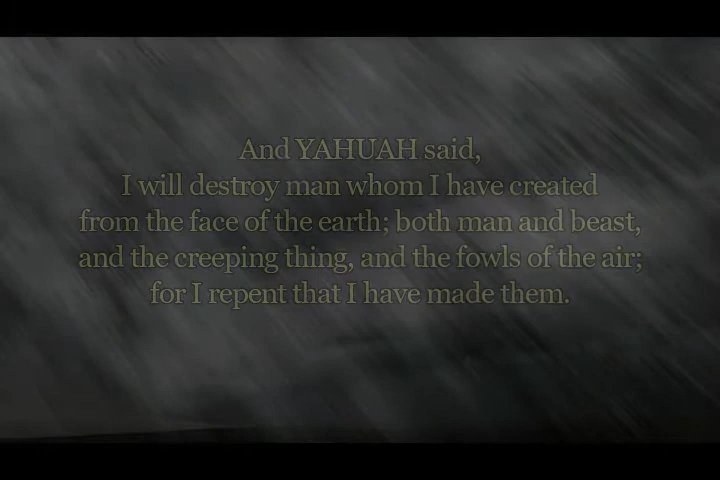 And YAHUAH said,
I will destroy man whom I have created
from the face of the earth; both man and beast,
and the creeping thing, and the fowls of the air;
for I repent that I have made them.